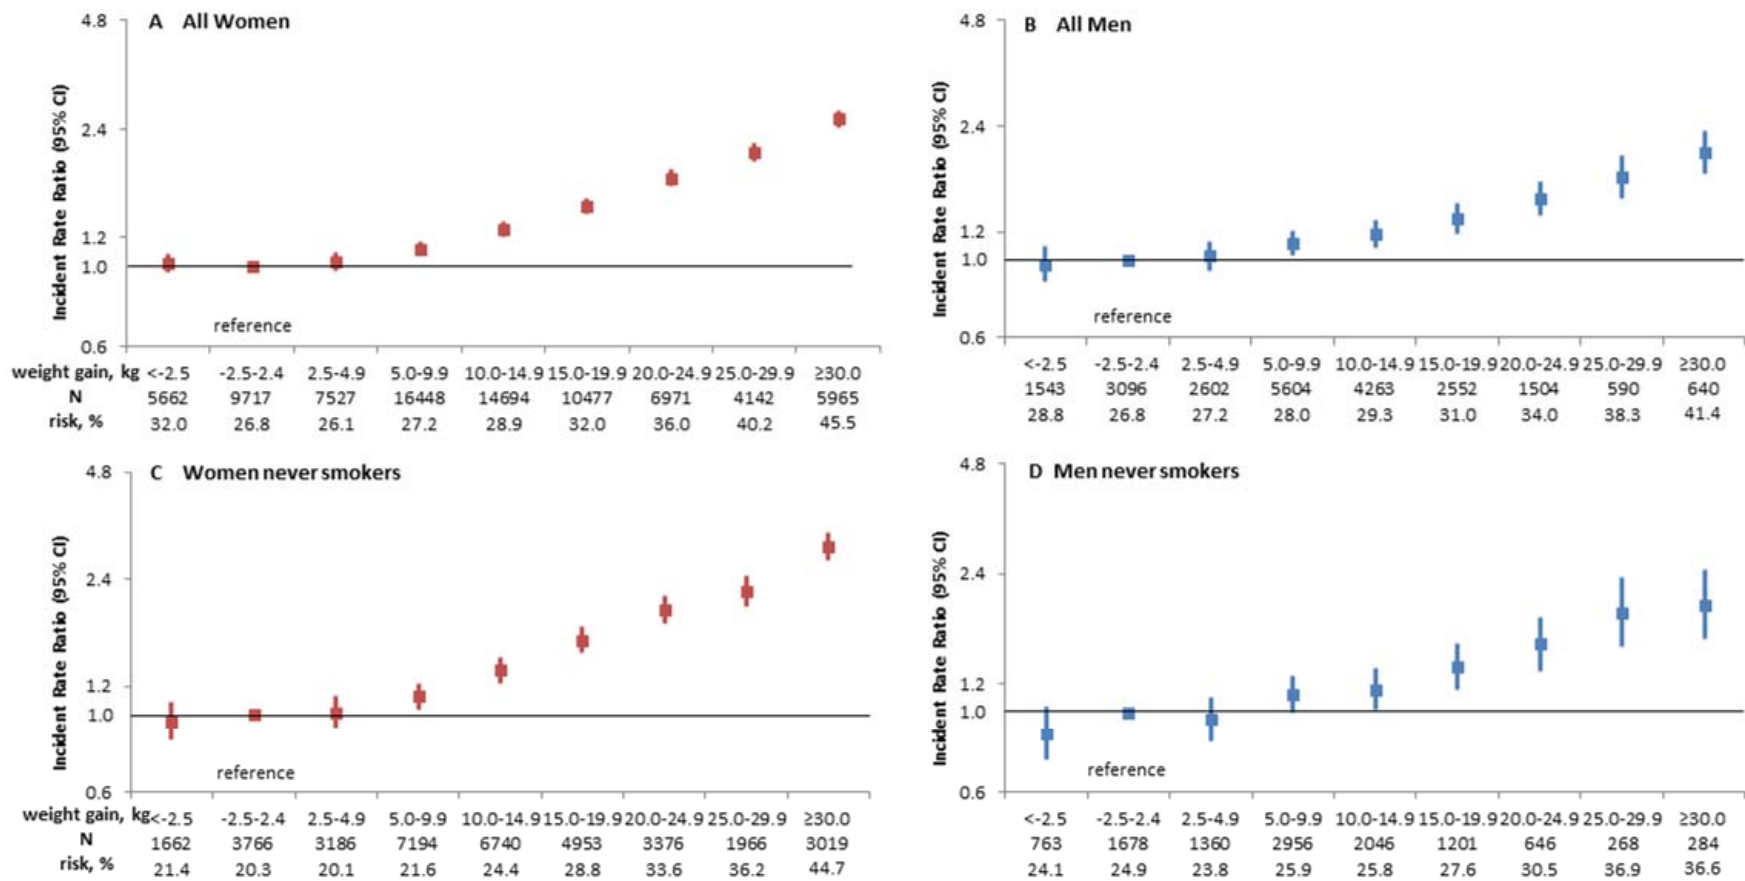 A All Women
4.8
2.4
1.2
1.0
0.6
Incident Rate Ratio (95% CI)
reference
weight gain, kg <-2.5 -2.5-2.4 2.5-4.9 5.0-9.9 10.0-14.9 15.0-19.9 20.0-24.9 25.0-29.9 ≥30.0
N 5662 9717 7527 16448 14694 10477 6971 4142 5965
risk, % 32.0 26.8 26.1 27.2 28.9 32.0 36.0 40.2 45.5
B All Men
4.8
2.4
1.2
1.0
0.6
Incident Rate Ratio (95% CI)
reference
<-2.5 -2.5-2.4 2.5-4.9 5.0-9.9 10.0-14.9 15.0-19.9 20.0-24.9 25.0-29.9 ≥30.0
1543 3096 2602 5604 4263 2552 1504 590 640
28.8 26.8 27.2 28.0 29.3 31.0 34.0 38.3 41.4
C Women never smokers
4.8
2.4
1.2
1.0
0.6
Incident Rate Ratio (95% CI)
reference
weight gain, kg <-2.5 -2.5-2.4 2.5-4.9 5.0-9.9 10.0-14.9 15.0-19.9 20.0-24.9 25.0-29.9 ≥30.0
N 1662 3766 3186 7194 6740 4953 3376 1966 3019
risk, % 21.4 20.3 20.1 21.6 24.4 28.8 33.6 36.2 44.7
D Men never smokers
4.8
2.4
1.2
1.0
0.6
Incident Rate Ratio (95% CI)
reference
<-2.5 -2.5-2.4 2.5-4.9 5.0-9.9 10.0-14.9 15.0-19.9 20.0-24.9 25.0-29.9 ≥30.0
763 1678 1360 2956 2046 1201 646 268 284
24.1 24.9 23.8 25.9 25.8 27.6 30.5 36.9 36.6